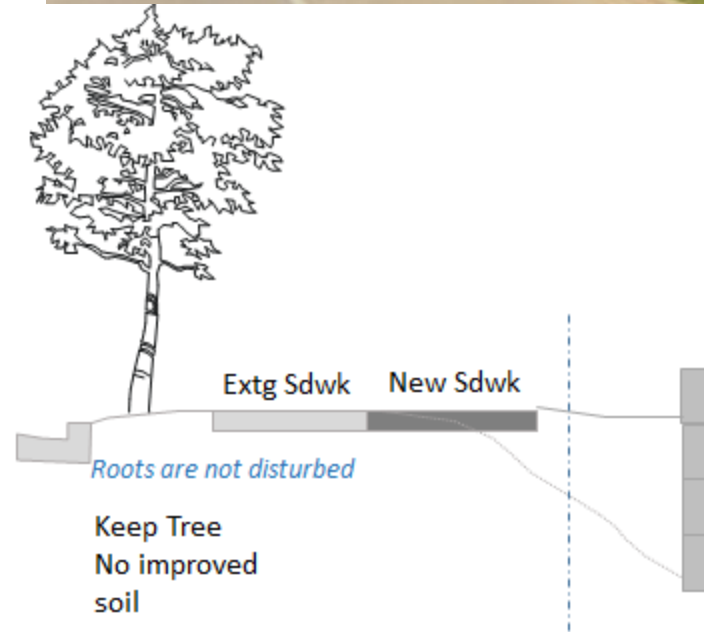 Extg Sdwk New Sdwk
Roots are not disturbed
Keep Tree
No improved
soil